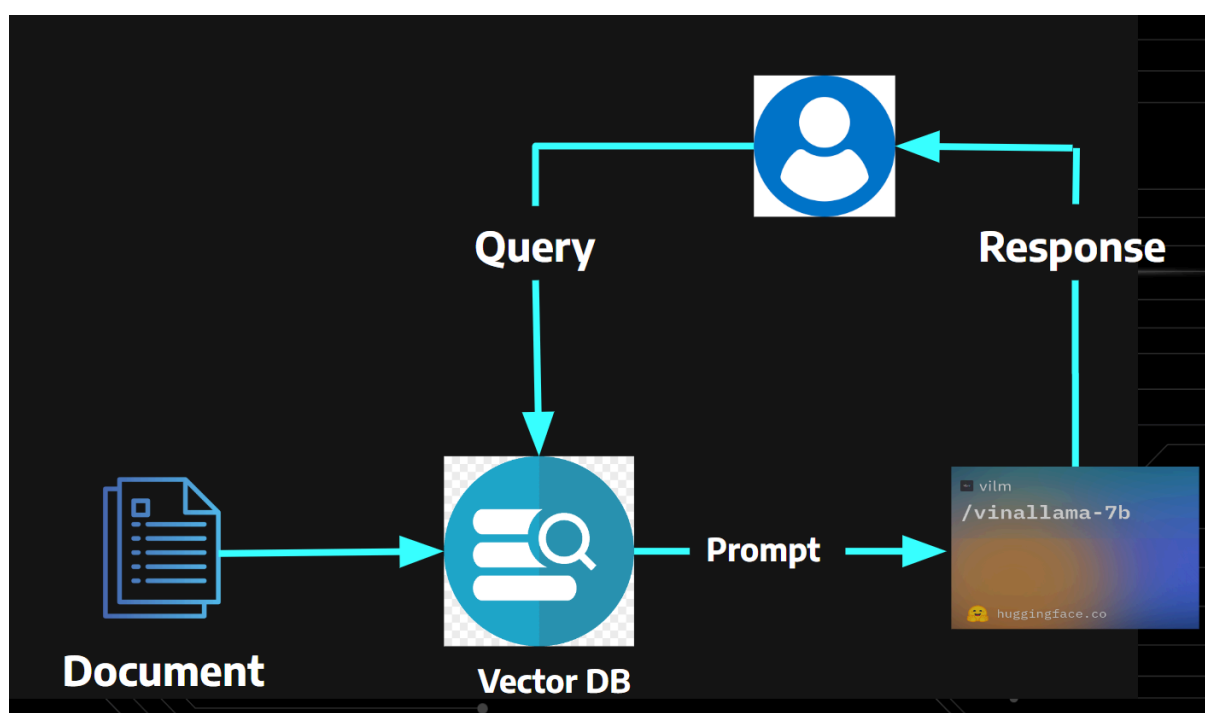 Query
Response
vilm
/vinallama-7b
Prompt
huggingface.co
Document
Vector DB